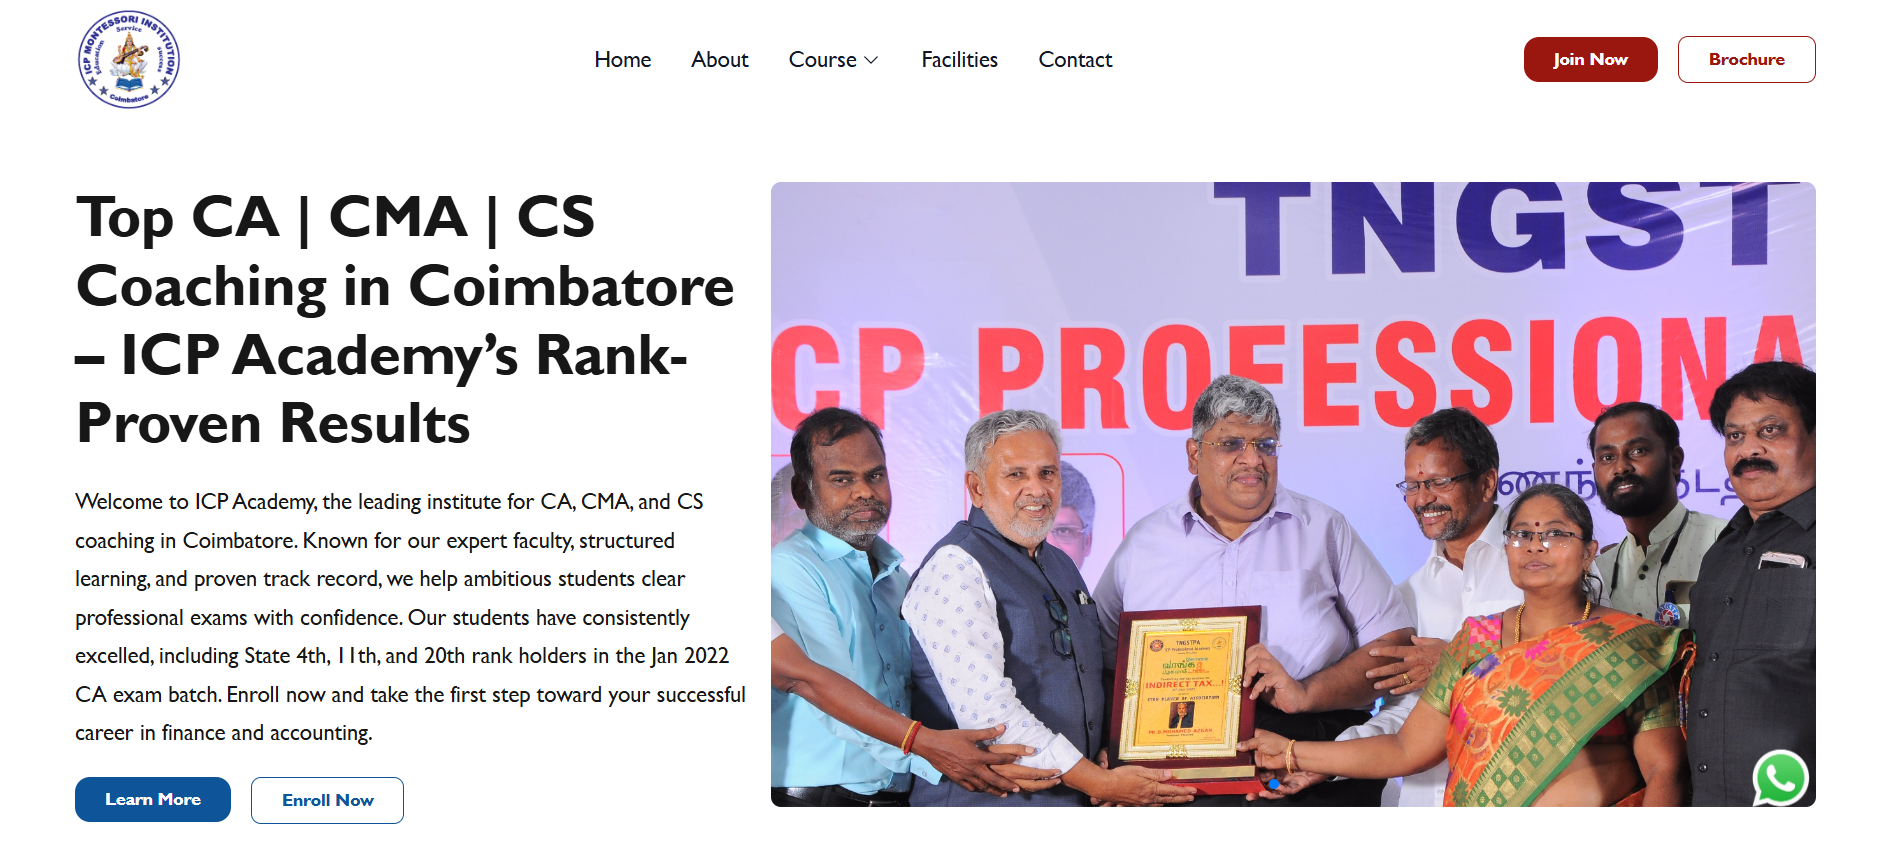 ICP MONTESSORI INSTITUTION
Service
Education
success
Coimbatore
Home
About
Course
Facilities
Contact
Join Now
Brochure
Top CA | CMA | CS
Coaching in Coimbatore
– ICP Academy’s Rank-
Proven Results
Welcome to ICP Academy, the leading institute for CA, CMA, and CS
coaching in Coimbatore. Known for our expert faculty, structured
learning, and proven track record, we help ambitious students clear
professional exams with confidence. Our students have consistently
excelled, including State 4th, 11th, and 20th rank holders in the Jan 2022
CA exam batch. Enroll now and take the first step toward your successful
career in finance and accounting.
Learn More
Enroll Now
TNGST
CP PROFESSIONA
TNGSTPA
ICP Professional Academy
INDIRECT TAX...!